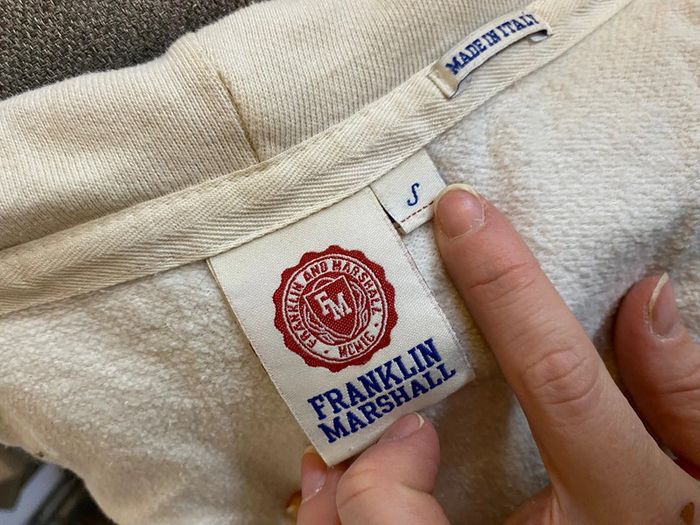 MADE IN ITALY
S
FRANKLIN AND MARSHALL
FM
MCMIC
FRANKLIN
MARSHALL